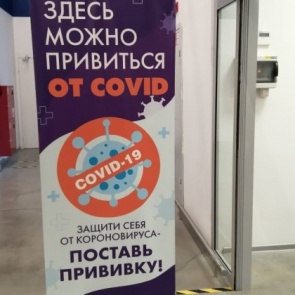 ЗДЕСЬ
МОЖНО
ПРИВИТЬСЯ
ОТ COVID
COVID-19
ЗАЩИТИ СЕБЯ
ОТ КОРОНОВИРУСА-
ПОСТАВЬ
ПРИВИВКУ!